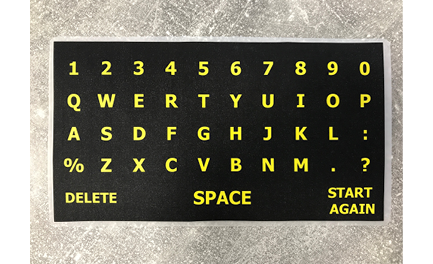 1 2 3 4 5 6 7 8 9 0
Q W E R T Y U I O P
A S D F G H J K L :
% Z X C V B N M . ?
DELETE SPACE START AGAIN